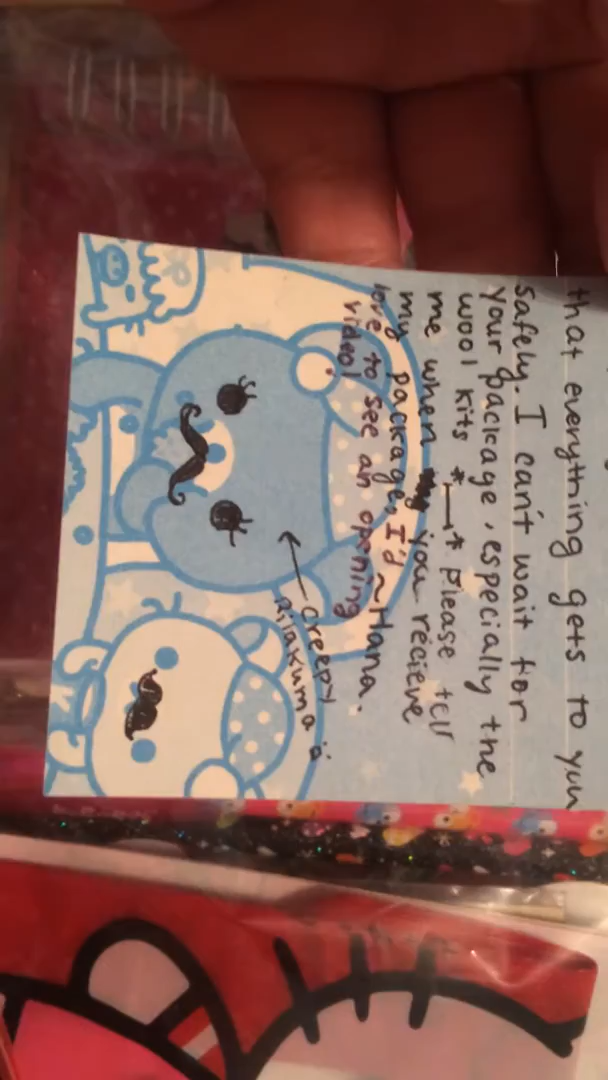 that everything gets to you
safely. I can't wait for
your package, especially the
wool kits *—* please tell
me when you recieve
my package, I'd ~Hana.
love to see an opening
video!
creepy
Rilakuma ü